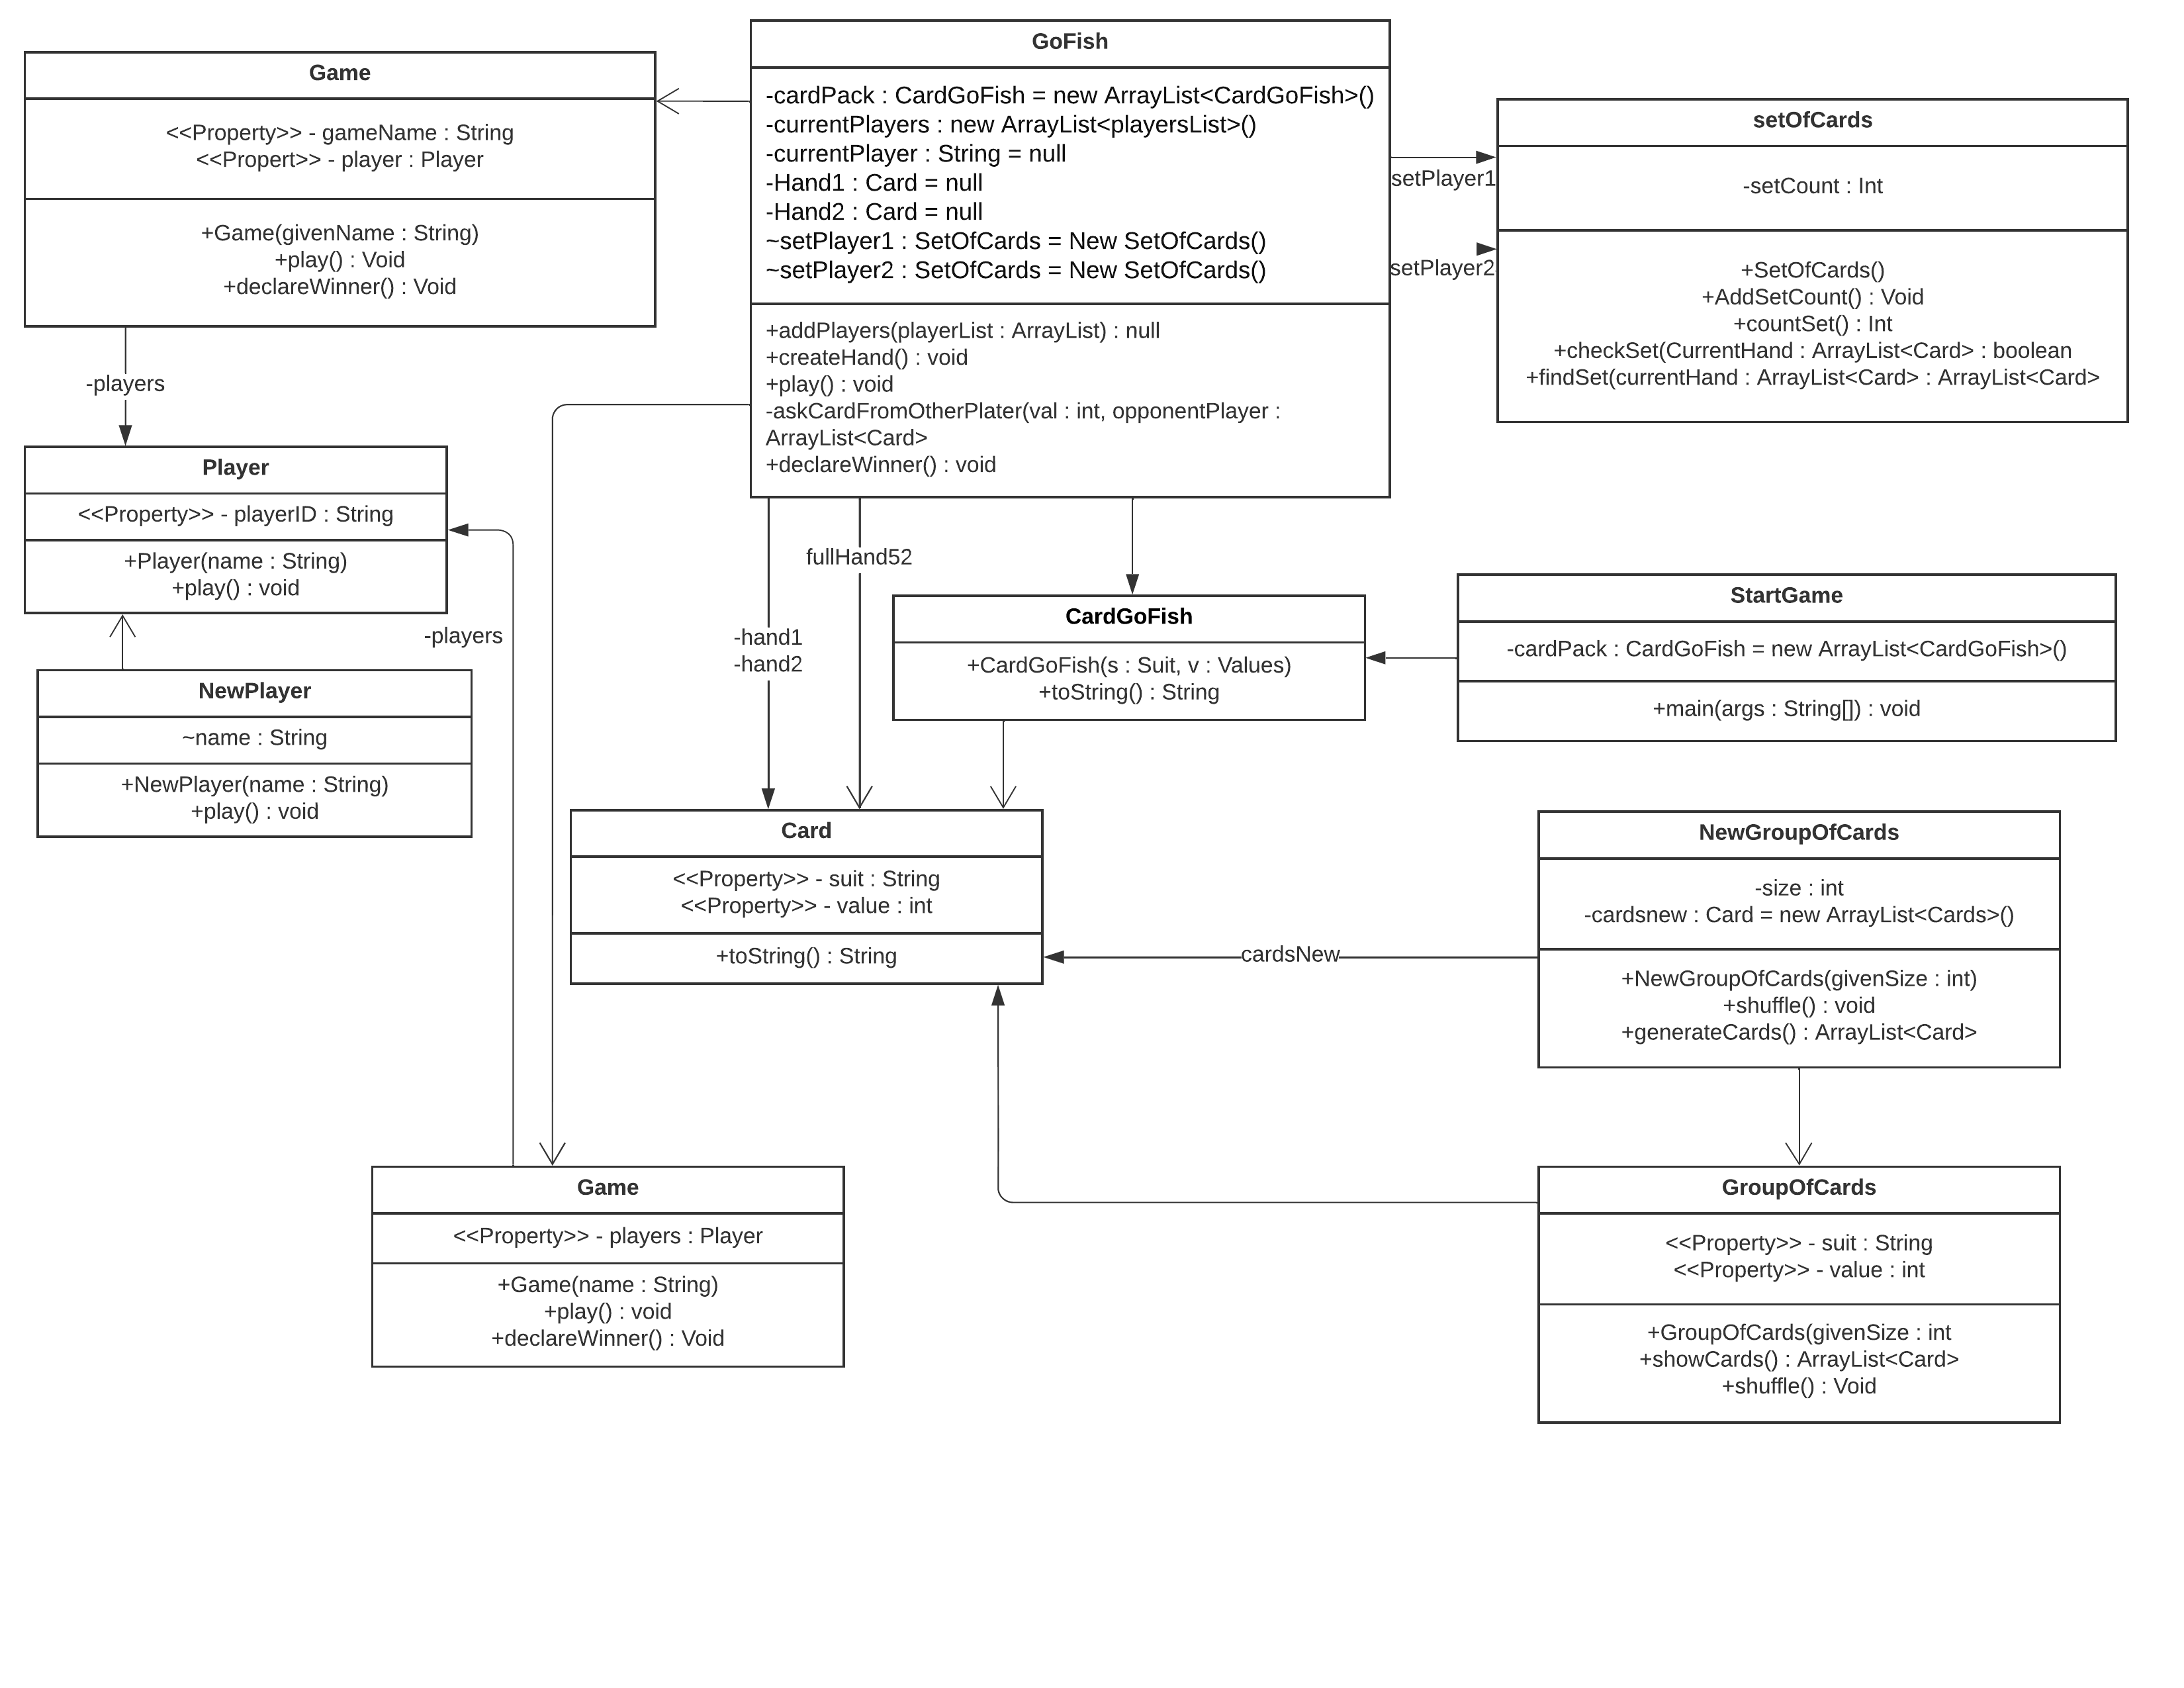 GoFish
-cardPack : CardGoFish = new ArrayList<CardGoFish>()
-currentPlayers : new ArrayList<playersList>()
-currentPlayer : String = null
-Hand1 : Card = null
-Hand2 : Card = null
~setPlayer1 : SetOfCards = New SetOfCards()
~setPlayer2 : SetOfCards = New SetOfCards()
+addPlayers(playerList : ArrayList) : null
+createHand() : void
+play() : void
-askCardFromOtherPlater(val : int, opponentPlayer :
ArrayList<Card>
+declareWinner() : void
Game
<<Property>> - gameName : String
<<Propert>> - player : Player
+Game(givenName : String)
+play() : Void
+declareWinner() : Void
setPlayer1
setPlayer2
setOfCards
-setCount : Int
+SetOfCards()
+AddSetCount() : Void
+countSet() : Int
+checkSet(CurrentHand : ArrayList<Card> : boolean
+findSet(currentHand : ArrayList<Card> : ArrayList<Card>
-players
Player
<<Property>> - playerID : String
+Player(name : String)
+play() : void
-players
NewPlayer
~name : String
+NewPlayer(name : String)
+play() : void
fullHand52
-hand1
-hand2
CardGoFish
+CardGoFish(s : Suit, v : Values)
+toString() : String
StartGame
-cardPack : CardGoFish = new ArrayList<CardGoFish>()
+main(args : String[]) : void
Card
<<Property>> - suit : String
<<Property>> - value : int
+toString() : String
cardsNew
NewGroupOfCards
-size : int
-cardsnew : Card = new ArrayList<Cards>()
+NewGroupOfCards(givenSize : int)
+shuffle() : void
+generateCards() : ArrayList<Card>
Game
<<Property>> - players : Player
+Game(name : String)
+play() : void
+declareWinner() : Void
GroupOfCards
<<Property>> - suit : String
<<Property>> - value : int
+GroupOfCards(givenSize : int
+showCards() : ArrayList<Card>
+shuffle() : Void